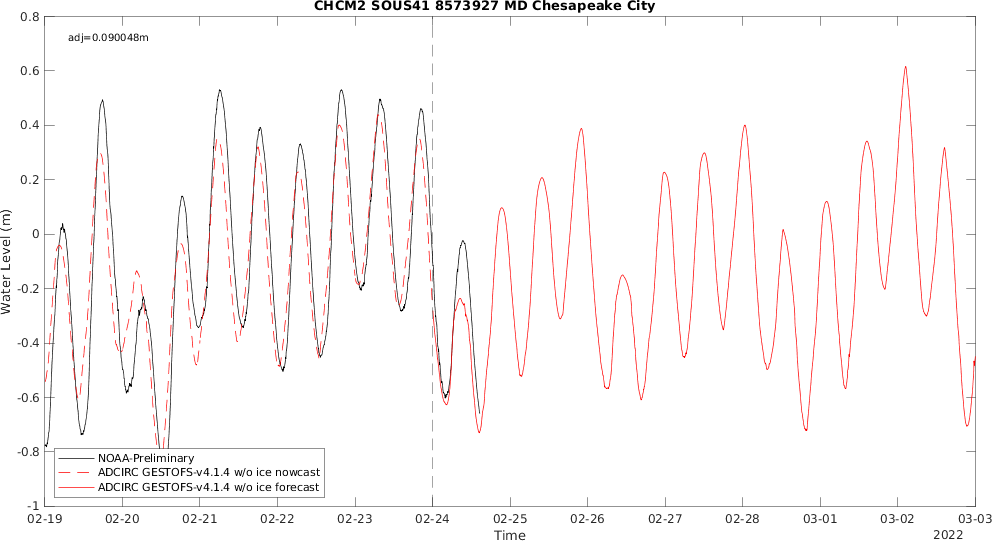 CHCM2 SOUS41 8573927 MD Chesapeake City
adj=0.090048m
Water Level (m)
0.8
0.6
0.4
0.2
0
-0.2
-0.4
-0.6
-0.8
-1
NOAA-Preliminary
ADCIRC GESTOFS-v4.1.4 w/o ice nowcast
ADCIRC GESTOFS-v4.1.4 w/o ice forecast
02-19 02-20 02-21 02-22 02-23 02-24 02-25 02-26 02-27 02-28 03-01 03-02 03-03
Time
2022